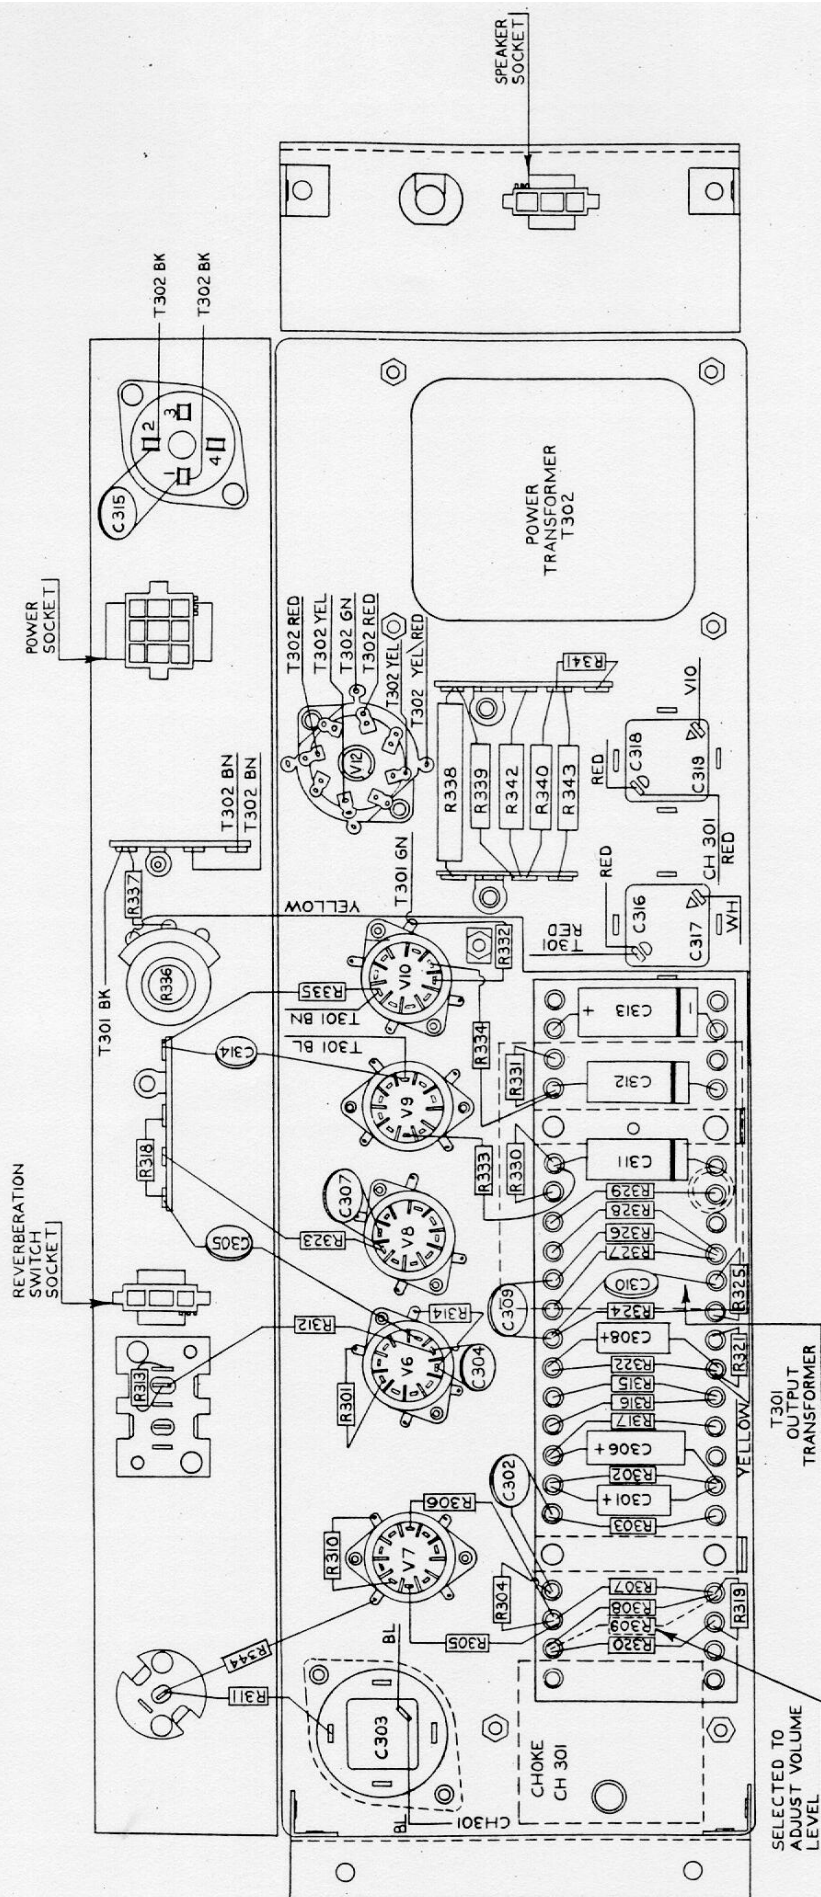 SPEAKER
SOCKET
T302 BK
T302 BK
C315
1
2
3
4
POWER
SOCKET
POWER
TRANSFORMER
T302
T302 RED
T302 YEL
T302 GN
T302 RED
T302 YEL
T302 YEL\RED
V12
R341
R338
R339
R342
R340
R343
C318
C319
V10
RED
CH 301
RED
T302 BN
T302 BN
R337
T301 BK
R336
YELLOW
T301 GN
RED
C316
C317
WH
T301
RED
R332
V10
R335
T301 BN
T301 BL
C314
R334
R331
+
C313
-
C312
V9
R333
R330
C311
R318
C307
R323
V8
C305
R329
R328
R326
R327
C310
C309
R324
R325
REVERBERATION
SWITCH
SOCKET
R313
R312
R314
V6
C304
R301
C308+
R321
R322
R315
R316
R317
C306+
R302
C301+
R303
YELLOW
T301
OUTPUT
TRANSFORMER
C302
R306
V7
R310
R304
R305
R307
R308
R309
R320
R319
R344
R311
BL
C303
BL
CH301
CHOKE
CH 301
SELECTED TO
ADJUST VOLUME
LEVEL